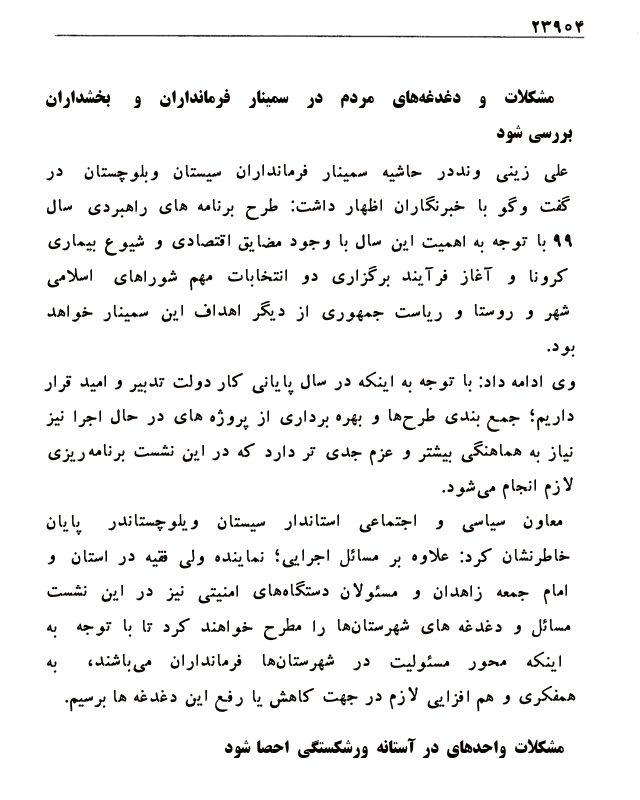 ۲۳۹۰۴
مشکلات و دغدغه‌های مردم در سمینار فرمانداران و بخشداران
بررسی شود
علی زینی ونددر حاشیه سمینار فرمانداران سیستان وبلوچستان در
گفت وگو با خبرنگاران اظهار داشت: طرح برنامه های راهبردی سال
۹۹ با توجه به اهمیت این سال با وجود مضایق اقتصادی و شیوع بیماری
کرونا و آغاز فرآیند برگزاری دو انتخابات مهم شوراهای اسلامی
شهر و روستا و ریاست جمهوری از دیگر اهداف این سمینار خواهد
بود.
وی ادامه داد: با توجه به اینکه در سال پایانی کار دولت تدبیر و امید قرار
داریم؛ جمع بندی طرح‌ها و بهره برداری از پروژه های در حال اجرا نیز
نیاز به هماهنگی بیشتر و عزم جدی تر دارد که در این نشست برنامه‌ریزی
لازم انجام می‌شود.
معاون سیاسی و اجتماعی استاندار سیستان وبلوچستاندر پایان
خاطرنشان کرد: علاوه بر مسائل اجرایی؛ نماینده ولی فقیه در استان و
امام جمعه زاهدان و مسئولان دستگاه‌های امنیتی نیز در این نشست
مسائل و دغدغه های شهرستان‌ها را مطرح خواهند کرد تا با توجه به
اینکه محور مسئولیت در شهرستان‌ها فرمانداران می‌باشند، به
همفکری و هم افزایی لازم در جهت کاهش یا رفع این دغدغه ها برسیم.
مشکلات واحدهای در آستانه ورشکستگی احصا شود